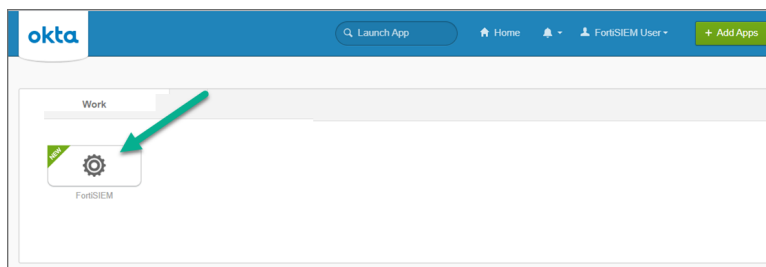 okta
Launch App
Home
FortiSIEM User
+ Add Apps
Work
NEW
FortiSIEM